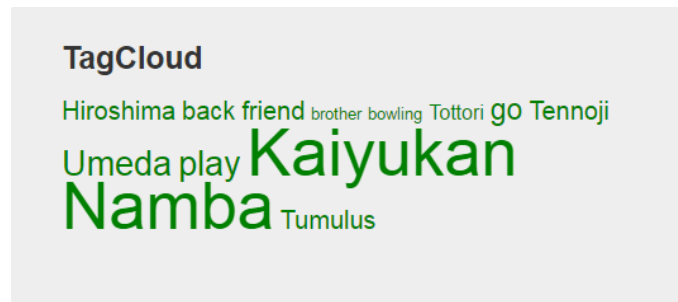 TagCloud
Hiroshima back friend brother bowling Tottori go Tennoji
Umeda play Kaiyukan
Namba Tumulus